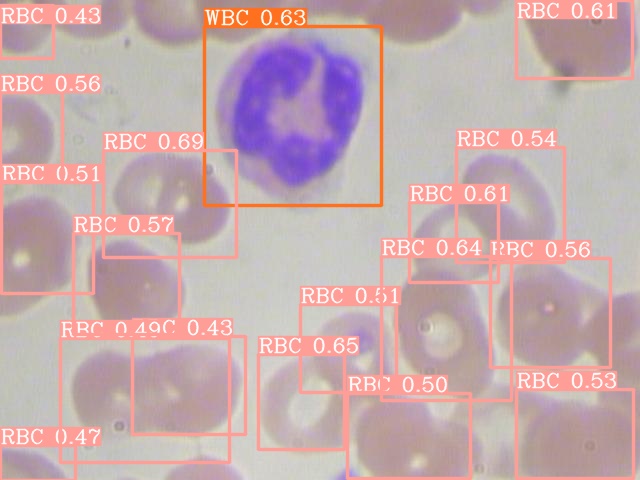 RBC 0.43
WBC 0.63
RBC 0.61
RBC 0.56
RBC 0.69
RBC 0.54
RBC 0.51
RBC 0.61
RBC 0.57
RBC 0.64
RBC 0.56
RBC 0.51
RBC 0.49
C 0.43
RBC 0.65
RBC 0.50
RBC 0.53
RBC 0.47